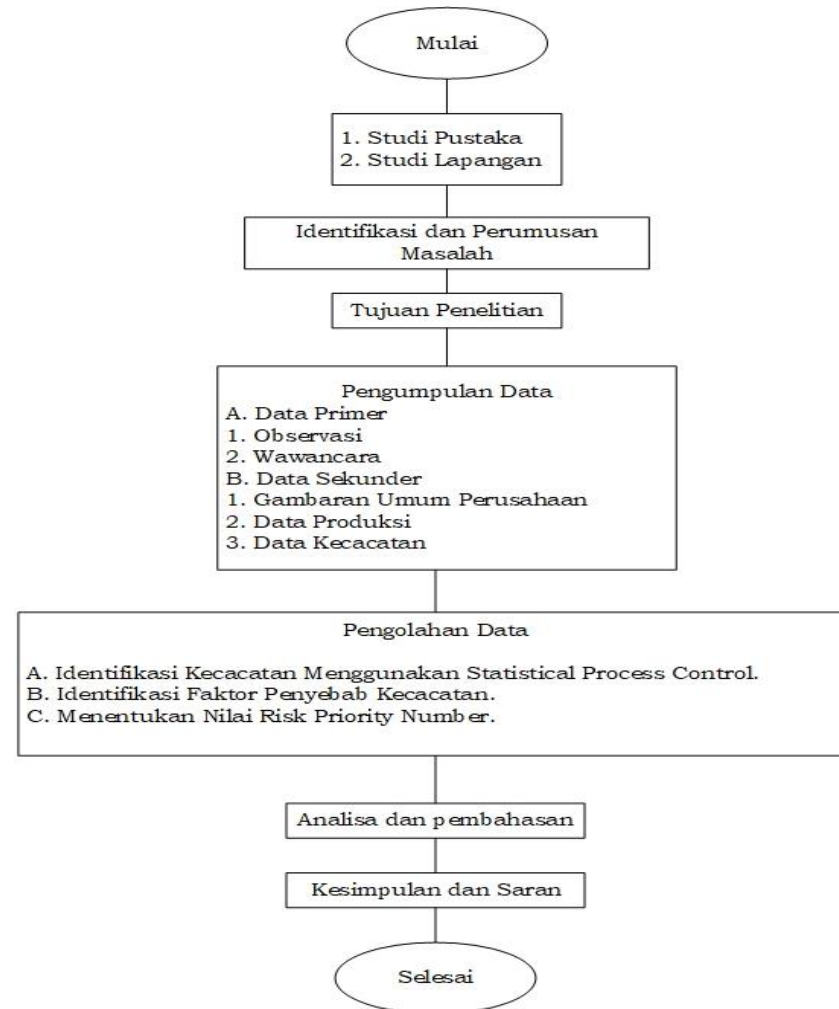 Mulai
1. Studi Pustaka
2. Studi Lapangan
Identifikasi dan Perumusan
Masalah
Tujuan Penelitian
Pengumpulan Data
A. Data Primer
1. Observasi
2. Wawancara
B. Data Sekunder
1. Gambaran Umum Perusahaan
2. Data Produksi
3. Data Kecacatan
Pengolahan Data
A. Identifikasi Kecacatan Menggunakan Statistical Process Control.
B. Identifikasi Faktor Penyebab Kecacatan.
C. Menentukan Nilai Risk Priority Number.
Analisa dan pembahasan
Kesimpulan dan Saran
Selesai